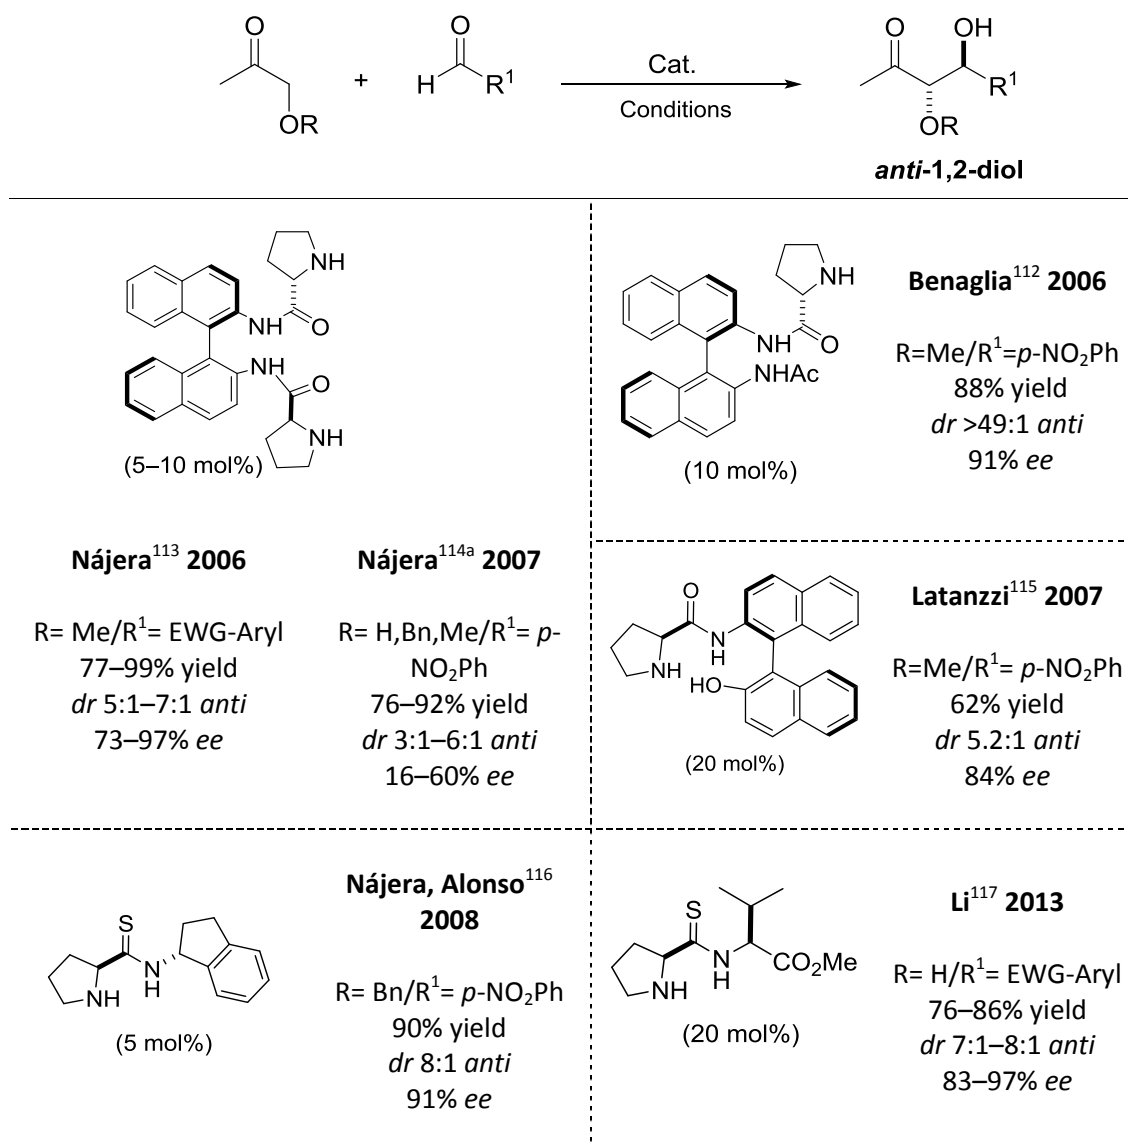 O
OR
+
O
H
R¹
Cat.
Conditions
O
OH
R¹
OR
anti-1,2-diol
NH
NH
O
NH
O
NH
(5–10 mol%)
Nájera¹¹³ 2006
R= Me/R¹= EWG-Aryl
77–99% yield
dr 5:1–7:1 anti
73–97% ee
Nájera¹¹⁴ᵃ 2007
R= H,Bn,Me/R¹= p-
NO₂Ph
76–92% yield
dr 3:1–6:1 anti
16–60% ee
NH
NH
O
NHAc
(10 mol%)
Benaglia¹¹² 2006
R=Me/R¹=p-NO₂Ph
88% yield
dr >49:1 anti
91% ee
O
N
H
NH
HO
(20 mol%)
Latanzzi¹¹⁵ 2007
R=Me/R¹= p-NO₂Ph
62% yield
dr 5.2:1 anti
84% ee
S
N
H
NH
(5 mol%)
Nájera, Alonso¹¹⁶
2008
R= Bn/R¹= p-NO₂Ph
90% yield
dr 8:1 anti
91% ee
S
N
H
CO₂Me
NH
(20 mol%)
Li¹¹⁷ 2013
R= H/R¹= EWG-Aryl
76–86% yield
dr 7:1–8:1 anti
83–97% ee